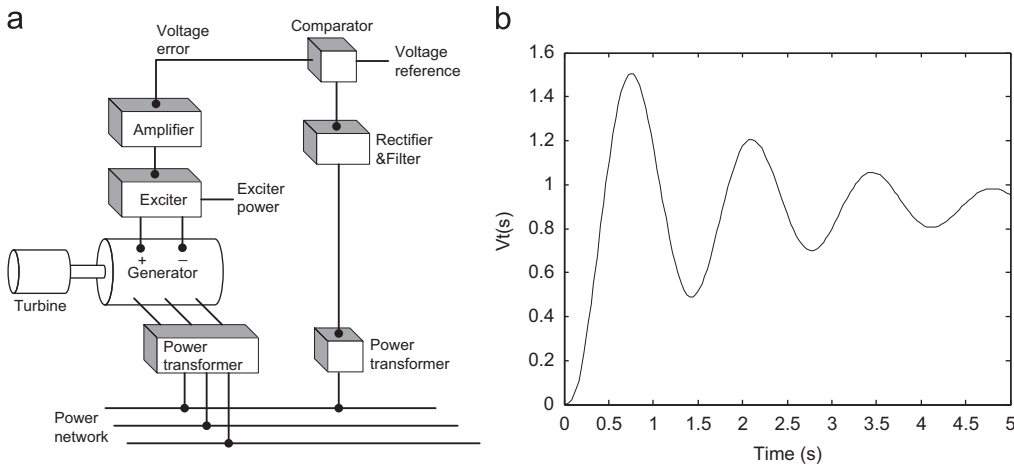 a
Voltage
error
Comparator
Voltage
reference
Amplifier
Rectifier
&Filter
Exciter
Exciter
power
+
–
Generator
Turbine
Power
transformer
Power
transformer
Power
network
b
1.6
1.4
1.2
1
0.8
0.6
0.4
0.2
0
Vt(s)
0 0.5 1 1.5 2 2.5 3 3.5 4 4.5 5
Time (s)